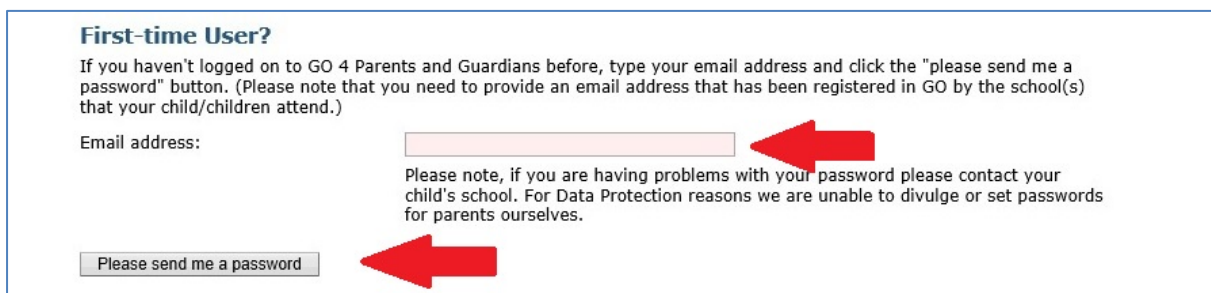 First-time User?
If you haven't logged on to GO 4 Parents and Guardians before, type your email address and click the "please send me a
password" button. (Please note that you need to provide an email address that has been registered in GO by the school(s)
that your child/children attend.)
Email address:
Please note, if you are having problems with your password please contact your
child's school. For Data Protection reasons we are unable to divulge or set passwords
for parents ourselves.
Please send me a password